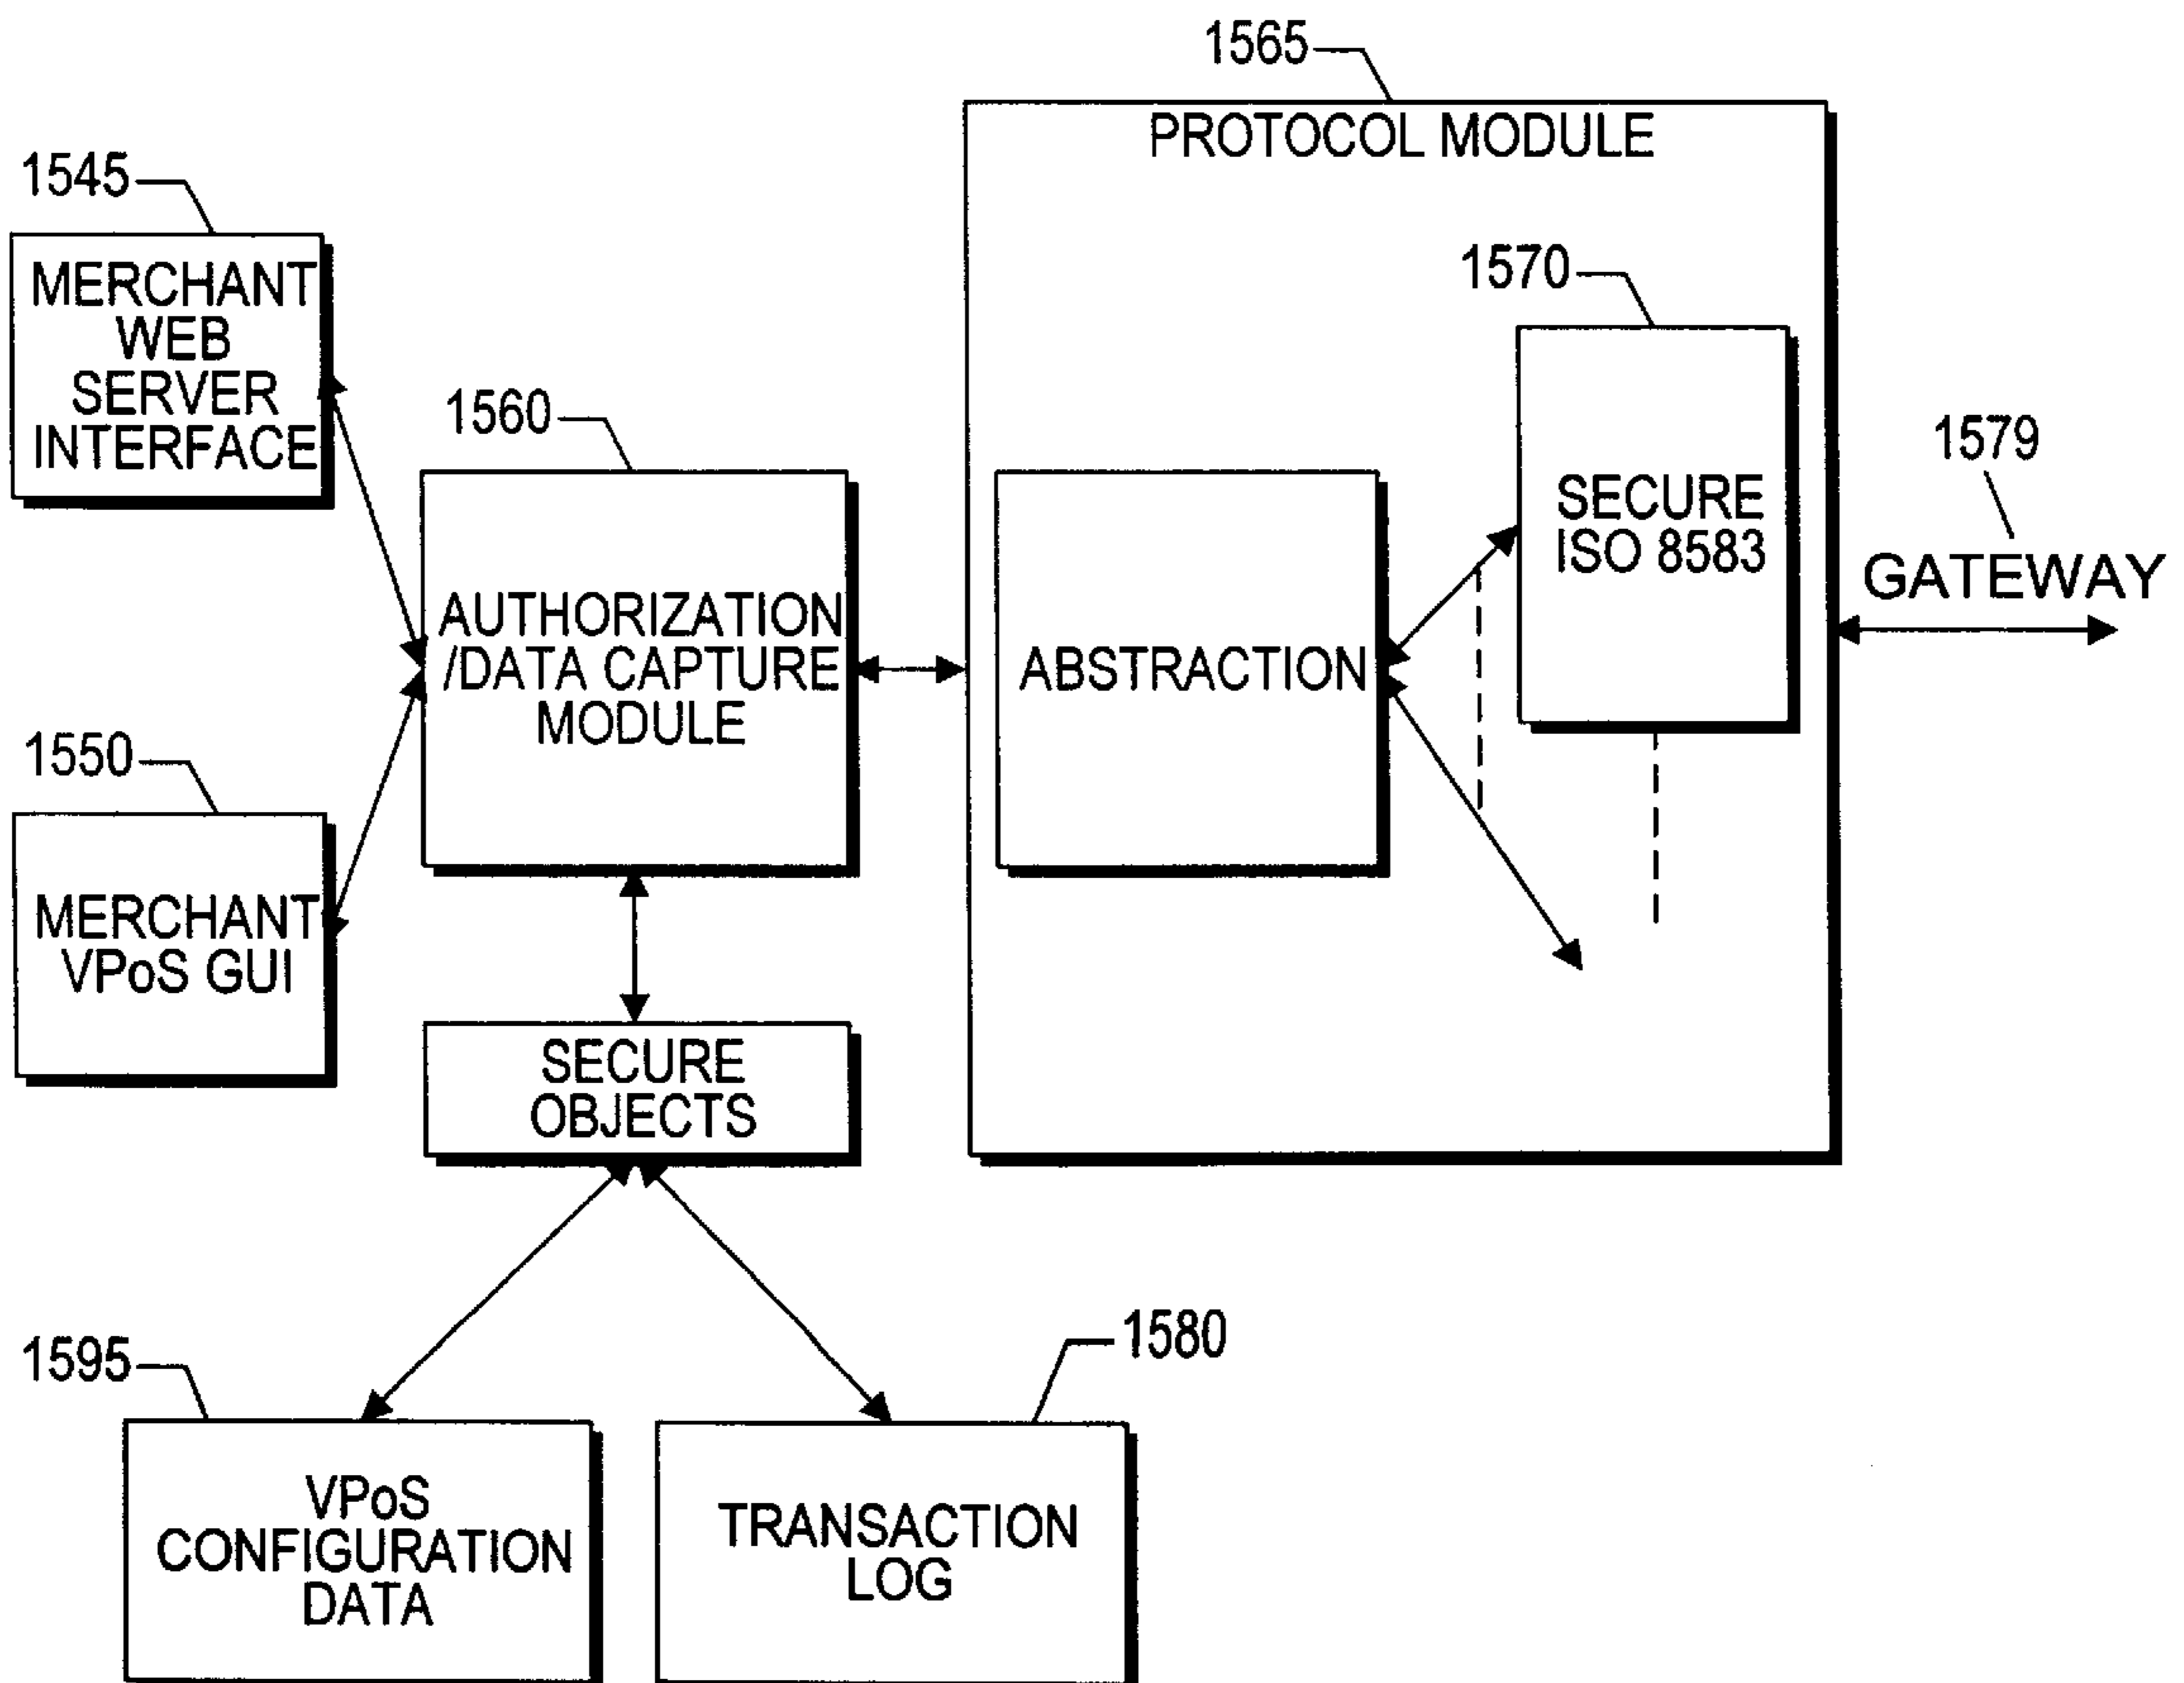 1565
PROTOCOL MODULE
1545
MERCHANT
WEB
SERVER
INTERFACE
1570
SECURE
ISO 8583
1560
AUTHORIZATION
/DATA CAPTURE
MODULE
ABSTRACTION
1579
GATEWAY
1550
MERCHANT
VPoS GUI
SECURE
OBJECTS
1595
VPoS
CONFIGURATION
DATA
1580
TRANSACTION
LOG